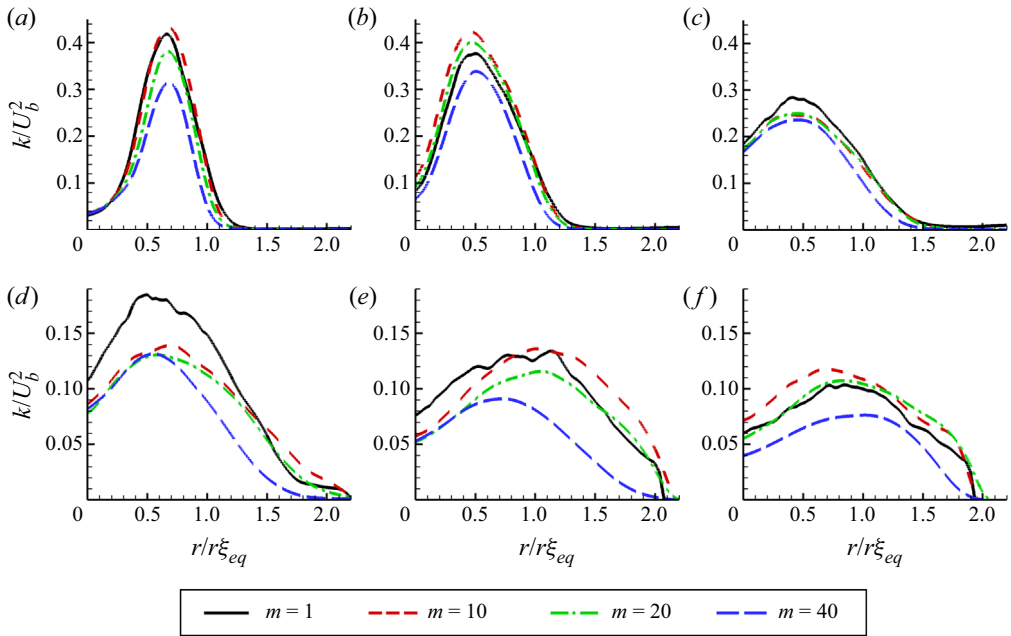 (a) (b) (c)
0.4 0.4 0.4
0.3 0.3 0.3
k/U_b^2
0.2 0.2 0.2
0.1 0.1 0.1
0 0.5 1.0 1.5 2.0 0 0.5 1.0 1.5 2.0 0 0.5 1.0 1.5 2.0
(d) (e) (f)
0.15 0.15 0.15
0.10 0.10 0.10
k/U_b^2
0.05 0.05 0.05
0 0.5 1.0 1.5 2.0 0 0.5 1.0 1.5 2.0 0 0.5 1.0 1.5 2.0
r/rξ_eq r/rξ_eq r/rξ_eq
m = 1 m = 10 m = 20 m = 40